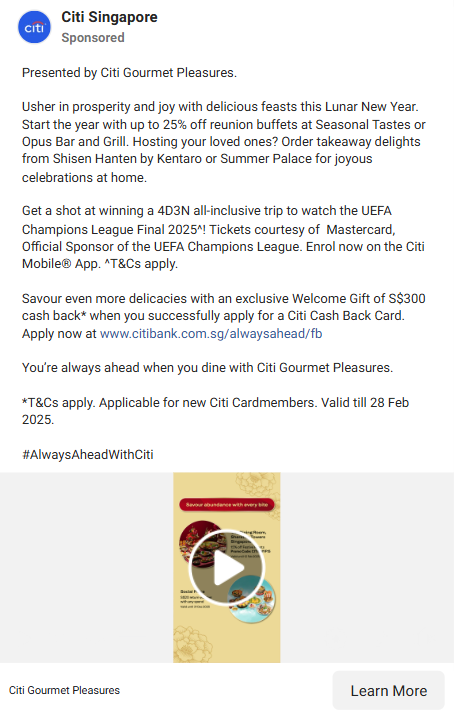 citi
Citi Singapore
Sponsored
Presented by Citi Gourmet Pleasures.
Usher in prosperity and joy with delicious feasts this Lunar New Year.
Start the year with up to 25% off reunion buffets at Seasonal Tastes or
Opus Bar and Grill. Hosting your loved ones? Order takeaway delights
from Shisen Hanten by Kentaro or Summer Palace for joyous
celebrations at home.
Get a shot at winning a 4D3N all-inclusive trip to watch the UEFA
Champions League Final 2025^! Tickets courtesy of  Mastercard,
Official Sponsor of the UEFA Champions League. Enrol now on the Citi
Mobile® App. ^T&Cs apply.
Savour even more delicacies with an exclusive Welcome Gift of S$300
cash back* when you successfully apply for a Citi Cash Back Card.
Apply now at www.citibank.com.sg/alwaysahead/fb
You’re always ahead when you dine with Citi Gourmet Pleasures.
*T&Cs apply. Applicable for new Citi Cardmembers. Valid till 28 Feb
2025.
#AlwaysAheadWithCiti
Savour abundance with every bite
Citi Gourmet Pleasures
Learn More